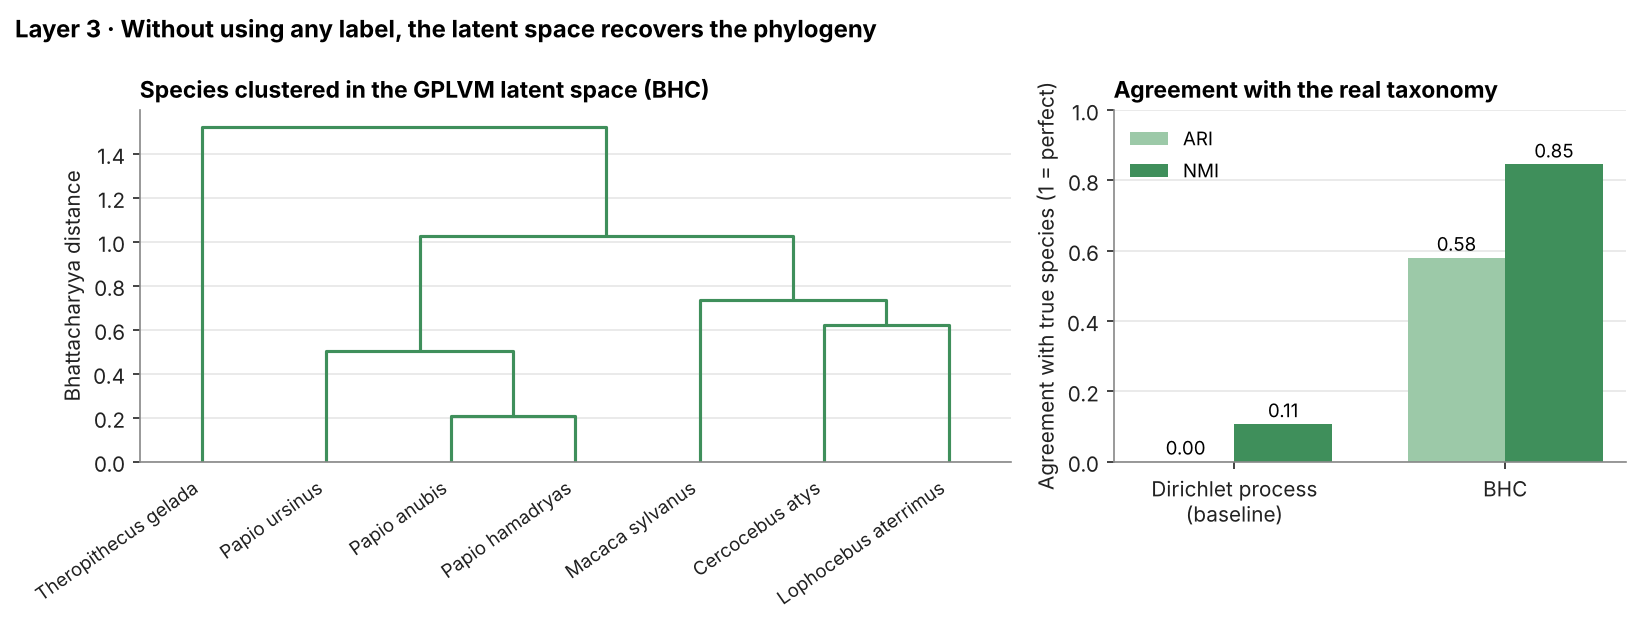 Layer 3 · Without using any label, the latent space recovers the phylogeny
Species clustered in the GPLVM latent space (BHC)
Bhattacharyya distance
1.4
1.2
1.0
0.8
0.6
0.4
0.2
0.0
Theropithecus gelada
Papio ursinus
Papio anubis
Papio hamadryas
Macaca sylvanus
Cercocebus atys
Lophocebus aterrimus
Agreement with the real taxonomy
Agreement with true species (1 = perfect)
1.0
0.8
0.6
0.4
0.2
0.0
ARI
NMI
0.00
0.11
0.58
0.85
Dirichlet process
(baseline)
BHC